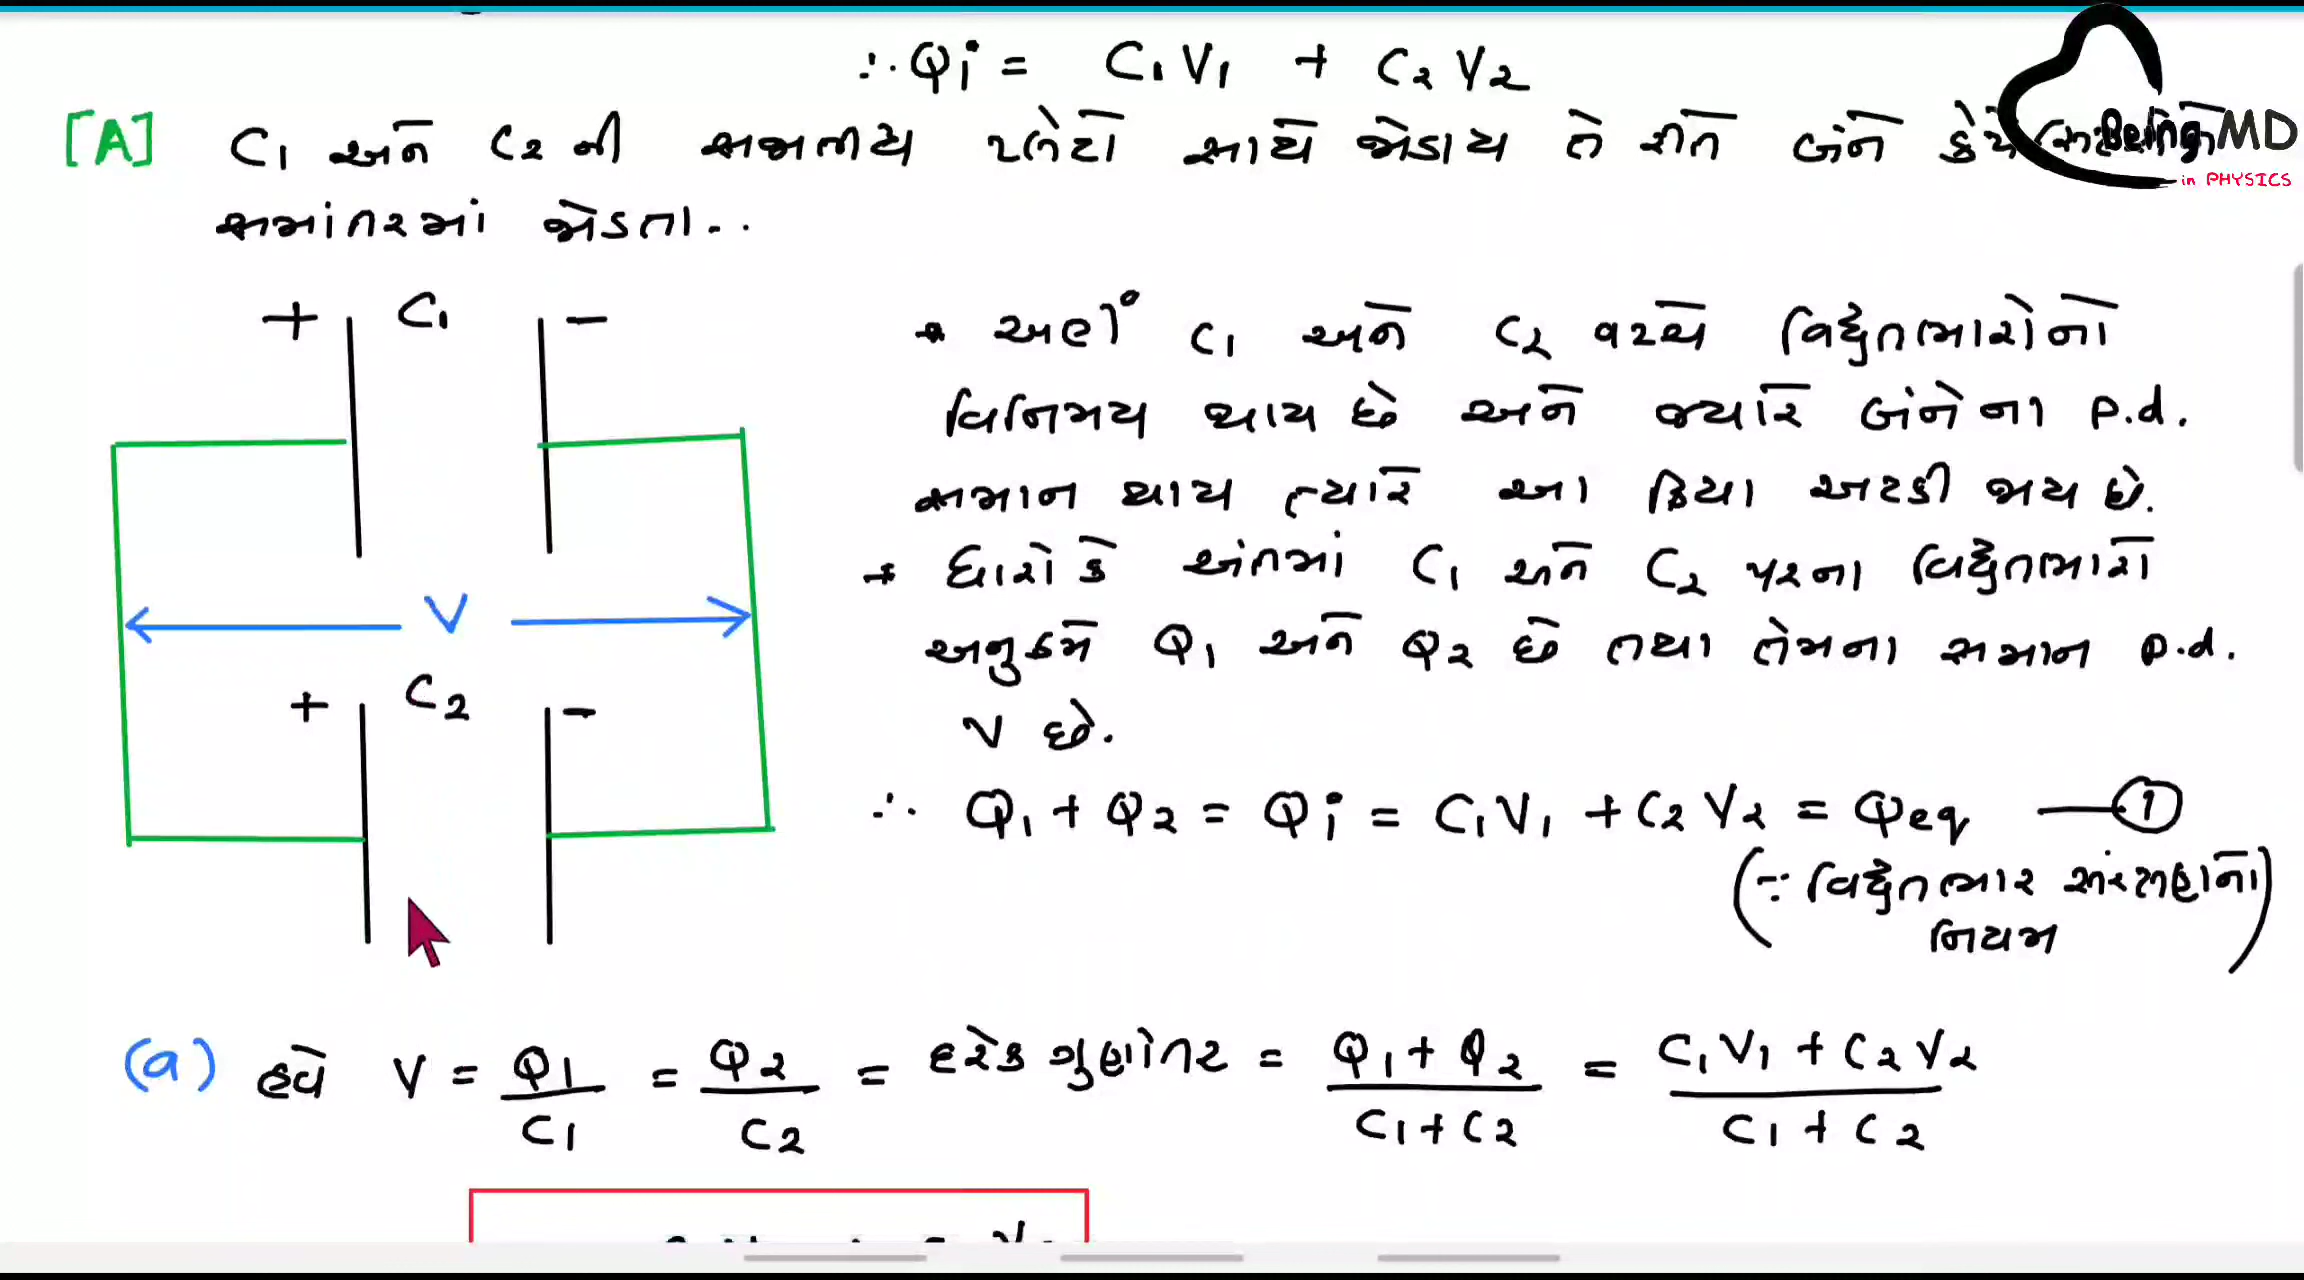 ∴ Qi = C₁V₁ + C₂V₂
[A] C₁ અને C₂ ની સજાતીય પ્લેટો સાથે જોડાય તે રીતે બંને
Being MD
in PHYSICS
સમાંતરમાં જોડતા..
+ C₁ −
* અહીં C₁ અને C₂ વચ્ચે વિદ્યુતભારોનો
વિનિમય થાય છે અને જ્યારે બંનેના p.d.
સમાન થાય ત્યારે આ ક્રિયા અટકી જાય છે.
* ધારો કે અંતમાં C₁ અને C₂ પરના વિદ્યુતભારો
V
અનુક્રમે Q₁ અને Q₂ છે તથા તેમના સમાન p.d.
+ C₂ −
V છે.
∴ Q₁ + Q₂ = Qi = C₁V₁ + C₂V₂ = Qeq —— ①
(∵ વિદ્યુતભાર સંરક્ષણનો
નિયમ)
(a) હવે V = Q₁/C₁ = Q₂/C₂ = દરેક ગુણોત્તર = Q₁ + Q₂/C₁ + C₂ = C₁V₁ + C₂V₂/C₁ + C₂